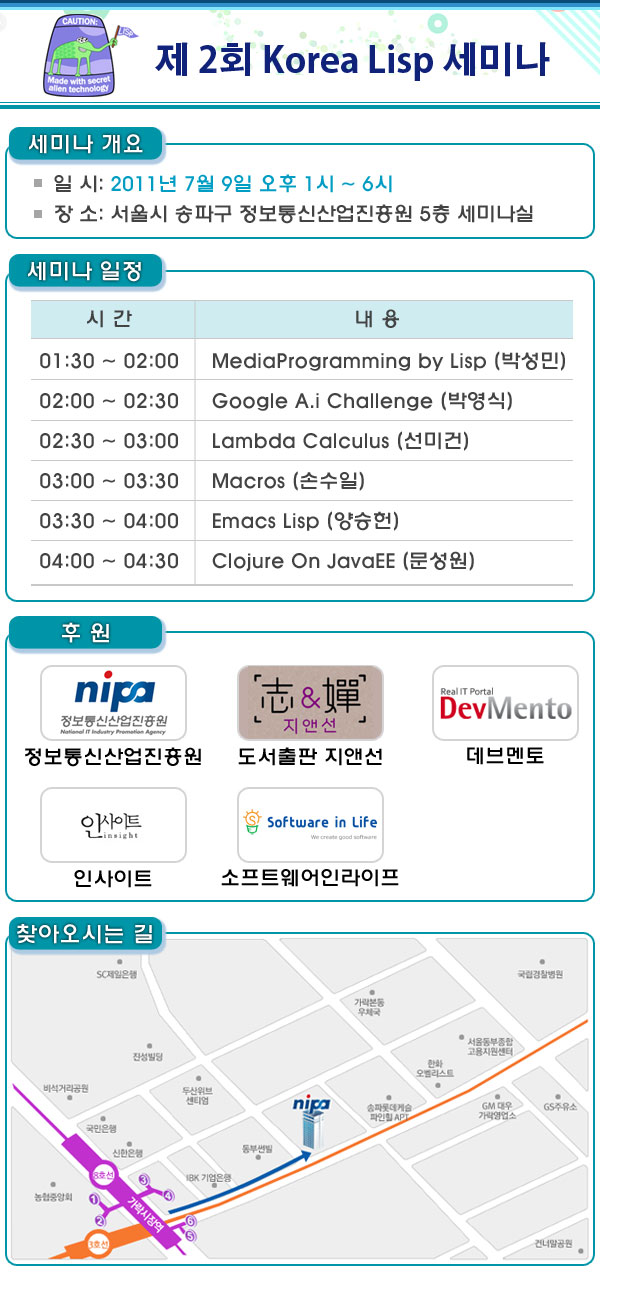 CAUTION:
LISP
Made with secret
alien technology
제 2회 Korea Lisp 세미나
세미나 개요
일 시: 2011년 7월 9일 오후 1시 ~ 6시
장 소: 서울시 송파구 정보통신산업진흥원 5층 세미나실
세미나 일정
시 간 내 용
01:30 ~ 02:00 MediaProgramming by Lisp (박성민)
02:00 ~ 02:30 Google A.i Challenge (박영식)
02:30 ~ 03:00 Lambda Calculus (선미건)
03:00 ~ 03:30 Macros (손수일)
03:30 ~ 04:00 Emacs Lisp (양승헌)
04:00 ~ 04:30 Clojure On JavaEE (문성원)
후 원
nipa
정보통신산업진흥원
National IT Industry Promotion Agency
정보통신산업진흥원
志&嬋
지앤선
도서출판 지앤선
Real IT Portal
DevMento
데브멘토
인사이트
insight
인사이트
Software in Life
We create good software
소프트웨어인라이프
찾아오시는 길
SC제일은행
국립경찰병원
가락본동
우체국
서울동부종합
고용지원센터
잔성빌딩
한화
오벨리스트
비석거리공원
두산위브
센티엄
nipa
송파롯데캐슬
파인힐 APT
GM 대우
가락영업소
GS주유소
국민은행
신한은행
동부썬빌
8호선
IBK 기업은행
농협중앙회
1
2
3
4
가락시장역
6
5
3호선
건너말공원